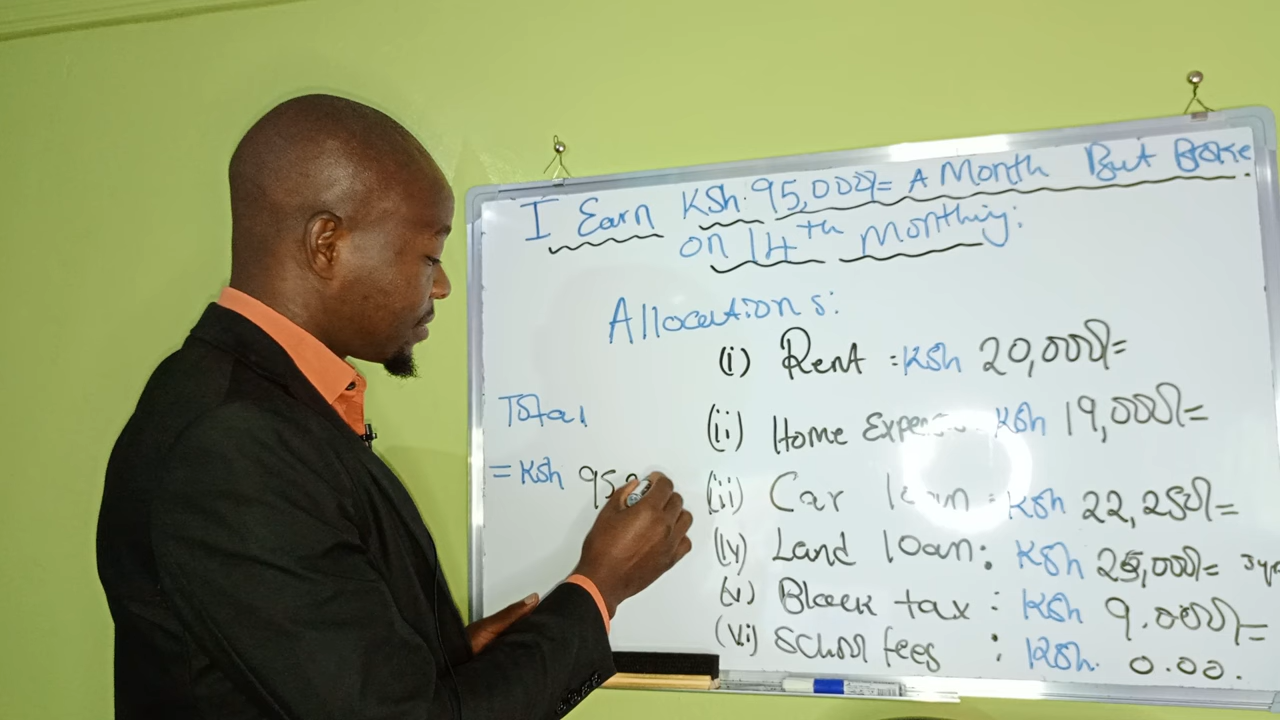 I Earn KSh. 95,000/= A Month But Broke
on 14th Monthly:
Allocations:
(i) Rent : KSh 20,000/=
(ii) Home KSh 19,000/=
(iii) Car loan : KSh 22,250/=
(iv) Land loan : KSh 25,000/=
(v) Black tax : KSh 9,000/=
(vi) School fees : KSh. 0.00.
Total
= KSh